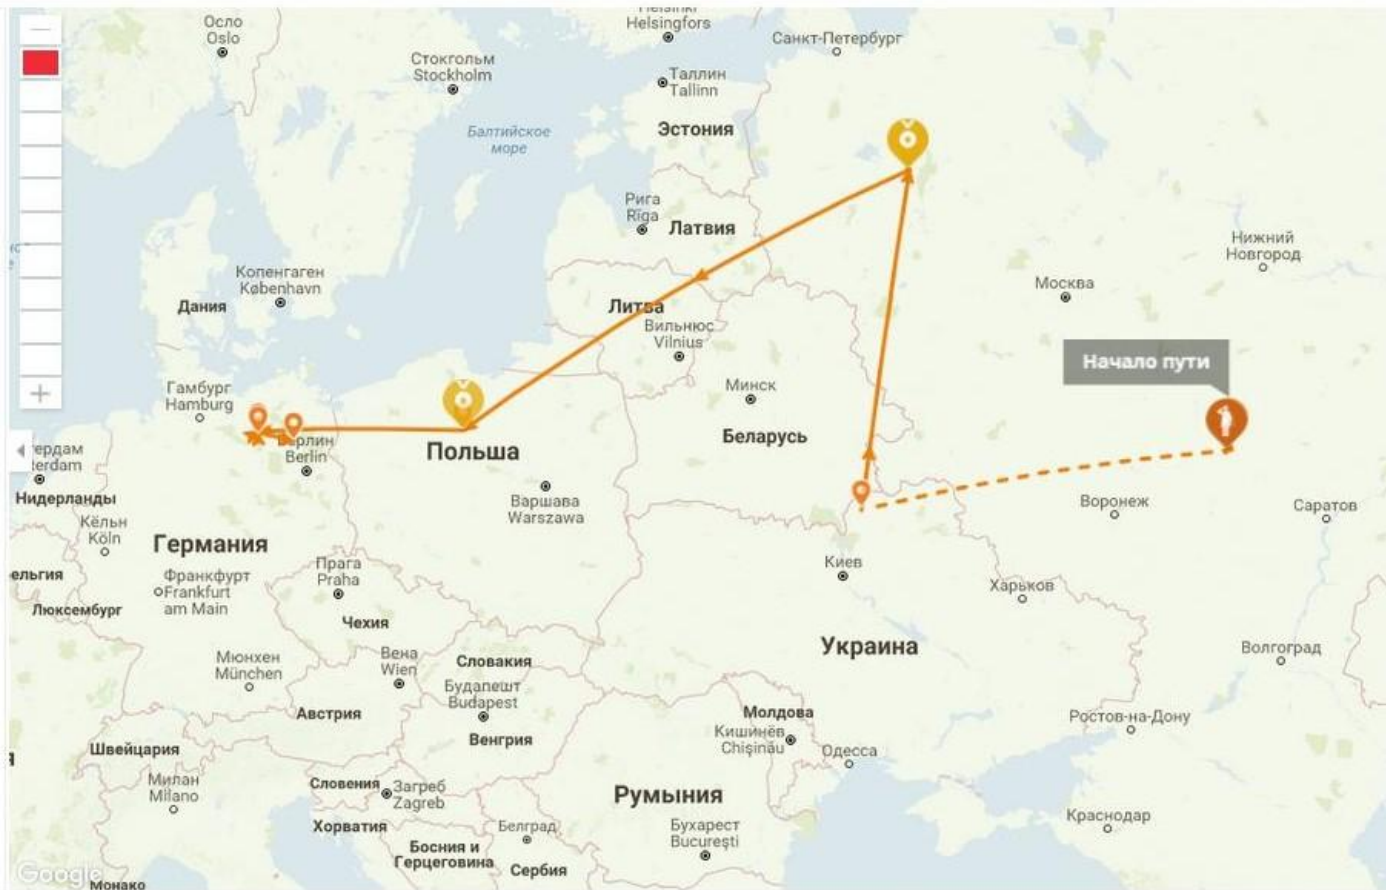 Осло
Oslo
Helsinki
Helsingfors
Санкт-Петербург
Стокгольм
Stockholm
Таллин
Tallinn
Эстония
Балтийское
море
Рига
Rīga
Латвия
Нижний
Новгород
Москва
Копенгаген
København
Дания
Литва
Вильнюс
Vilnius
Начало пути
Минск
Гамбург
Hamburg
Беларусь
Берлин
Berlin
Польша
Варшава
Warszawa
Нидерланды
Воронеж
Саратов
Кёльн
Köln
Германия
Киев
Прага
Praha
Франкфурт
Frankfurt
am Main
Харьков
Люксембург
Чехия
Украина
Волгоград
Мюнхен
München
Вена
Wien
Словакия
Будапешт
Budapest
Австрия
Молдова
Кишинёв
Chișinău
Ростов-на-Дону
Венгрия
Одесса
Швейцария
Милан
Milano
Словения
Загреб
Zagreb
Румыния
Хорватия
Белград
Бухарест
București
Краснодар
Босния и
Герцеговина
Сербия
Google
Монако